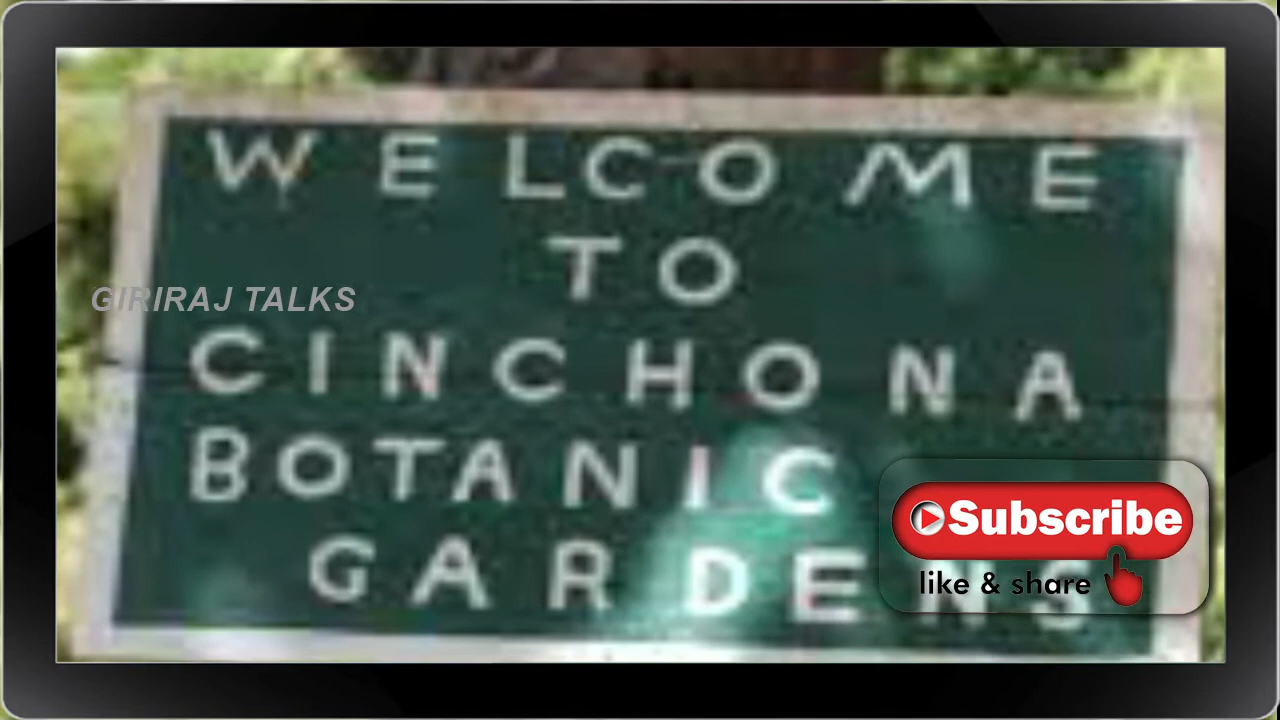 WELCOME
TO
GIRIRAJ TALKS
CINCHONA
BOTANIC
GARDENS
Subscribe
like & share